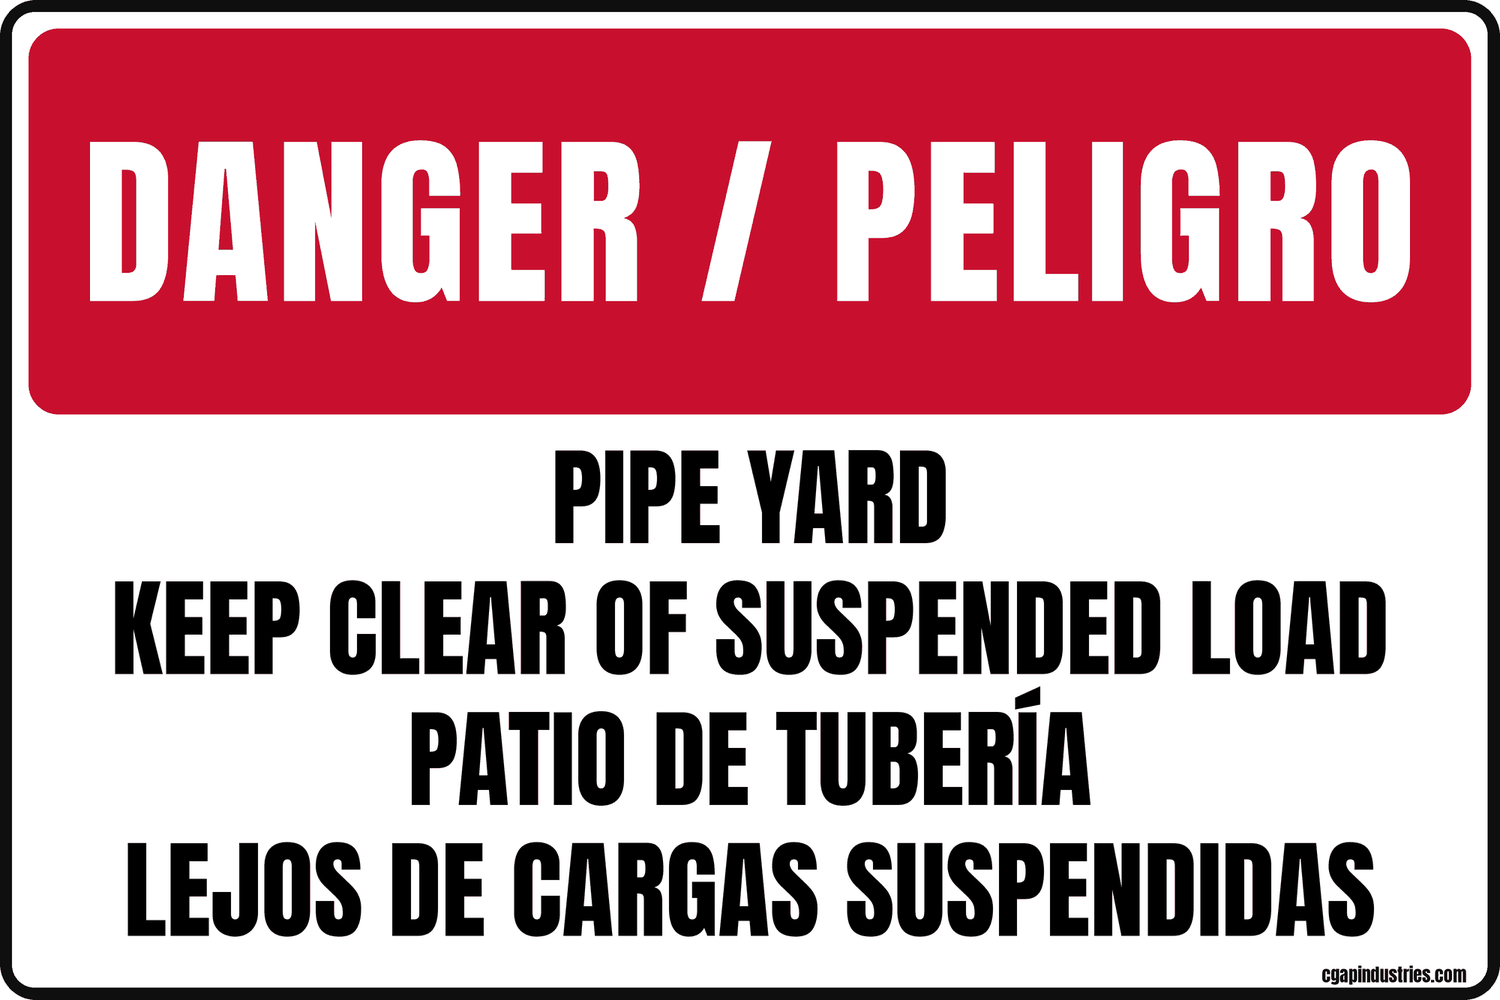 DANGER / PELIGRO
PIPE YARD
KEEP CLEAR OF SUSPENDED LOAD
PATIO DE TUBERÍA
LEJOS DE CARGAS SUSPENDIDAS
cgapindustries.com